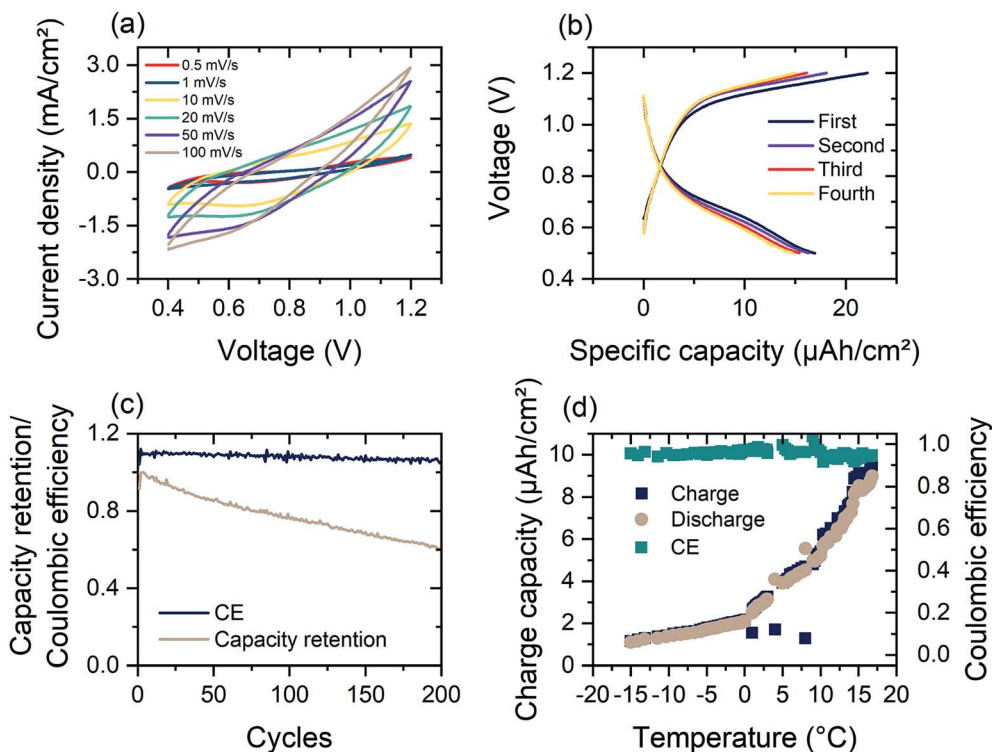 (a)
Current density (mA/cm²)
3.0
1.5
0.0
-1.5
-3.0
0.5 mV/s
1 mV/s
10 mV/s
20 mV/s
50 mV/s
100 mV/s
0.4 0.6 0.8 1.0 1.2
Voltage (V)
(b)
Voltage (V)
1.2
1.0
0.8
0.6
0.4
First
Second
Third
Fourth
0 10 20
Specific capacity (µAh/cm²)
(c)
Capacity retention/
Coulombic efficiency
1.2
0.8
0.4
0.0
CE
Capacity retention
0 50 100 150 200
Cycles
(d)
Charge capacity (µAh/cm²)
10
8
6
4
2
0
Charge
Discharge
CE
1.0
0.8
0.6
0.4
0.2
0.0
Coulombic efficiency
-20 -15 -10 -5 0 5 10 15 20
Temperature (°C)